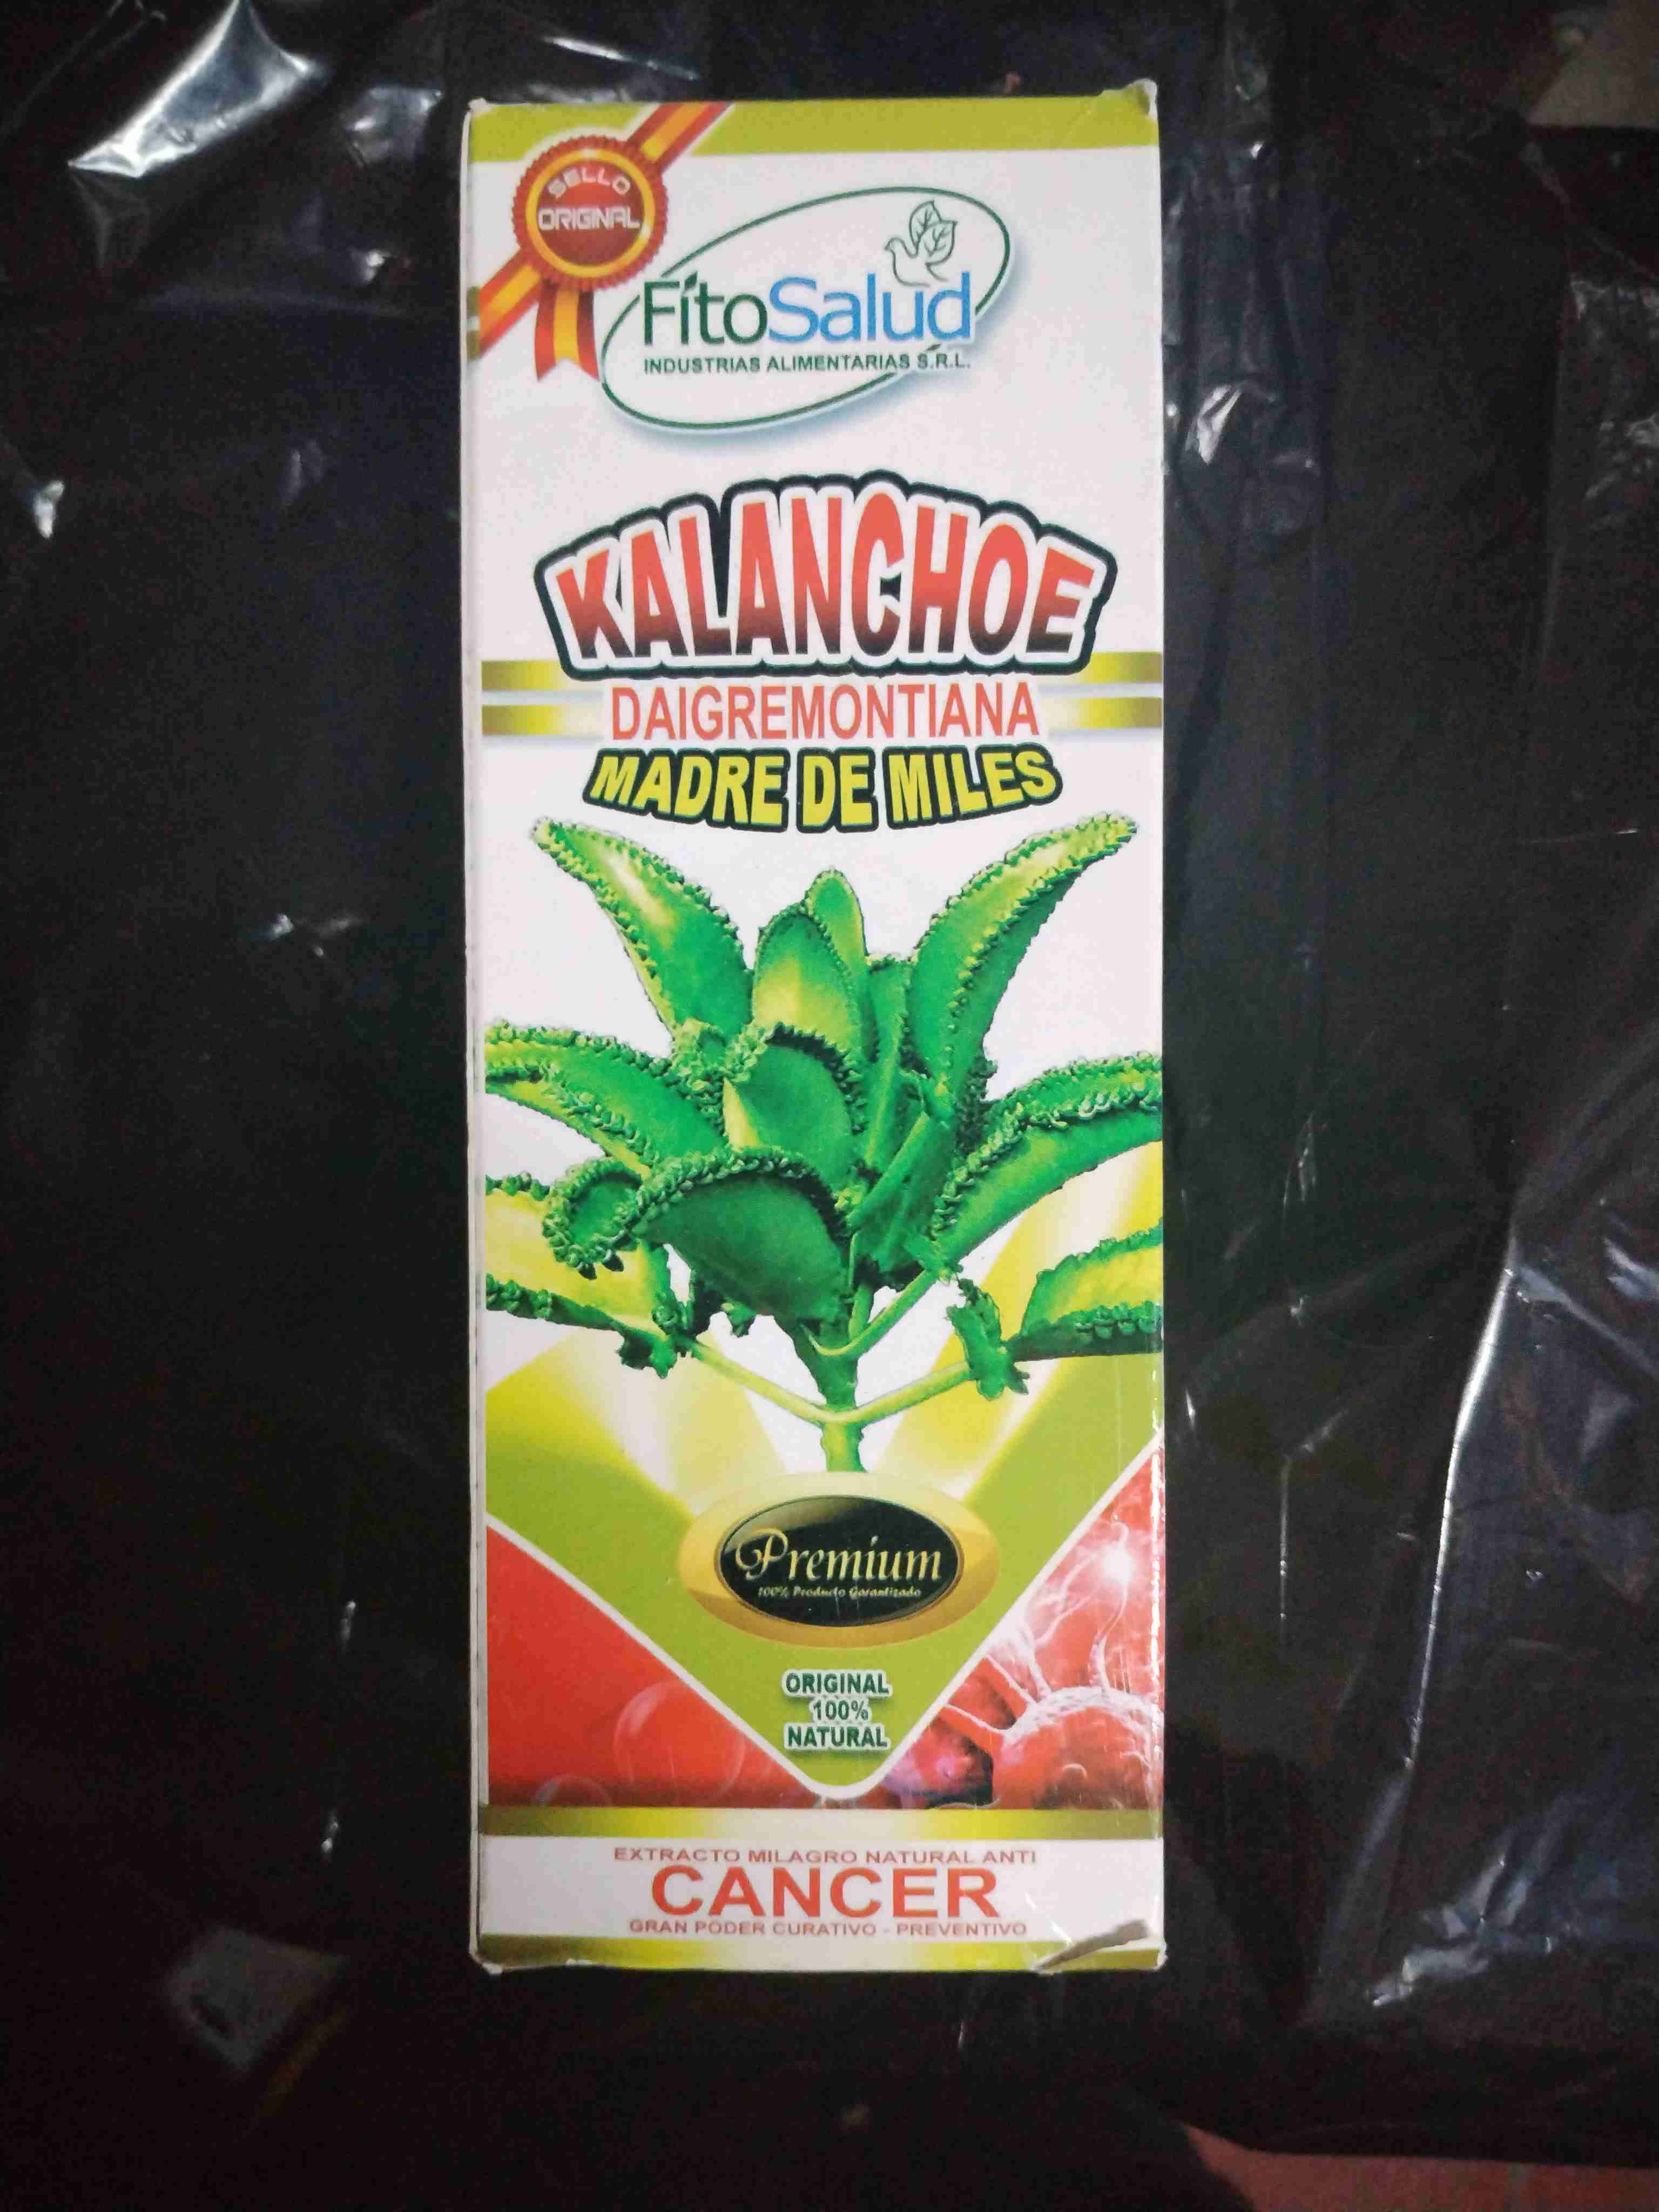 SELLO
ORIGINAL
FitoSalud
INDUSTRIAS ALIMENTARIAS S.R.L.
KALANCHOE
DAIGREMONTIANA
MADRE DE MILES
Premium
100% Producto Garantizado
ORIGINAL
100%
NATURAL
EXTRACTO MILAGRO NATURAL ANTI
CANCER
GRAN PODER CURATIVO - PREVENTIVO